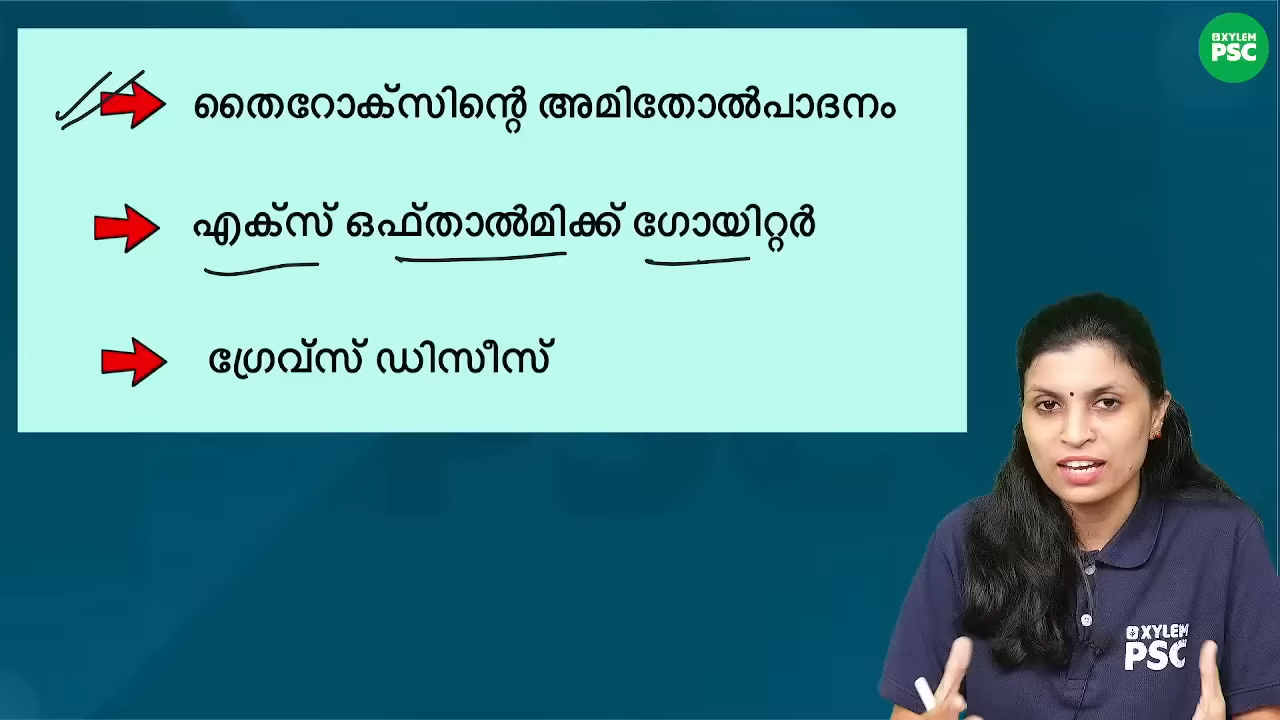 XYLEM
PSC
തൈറോക്സിന്റെ അമിതോൽപാദനം
എക്സ് ഒഫ്താൽമിക്ക് ഗോയിറ്റർ
ഗ്രേവ്സ് ഡിസീസ്
XYLEM
PSC